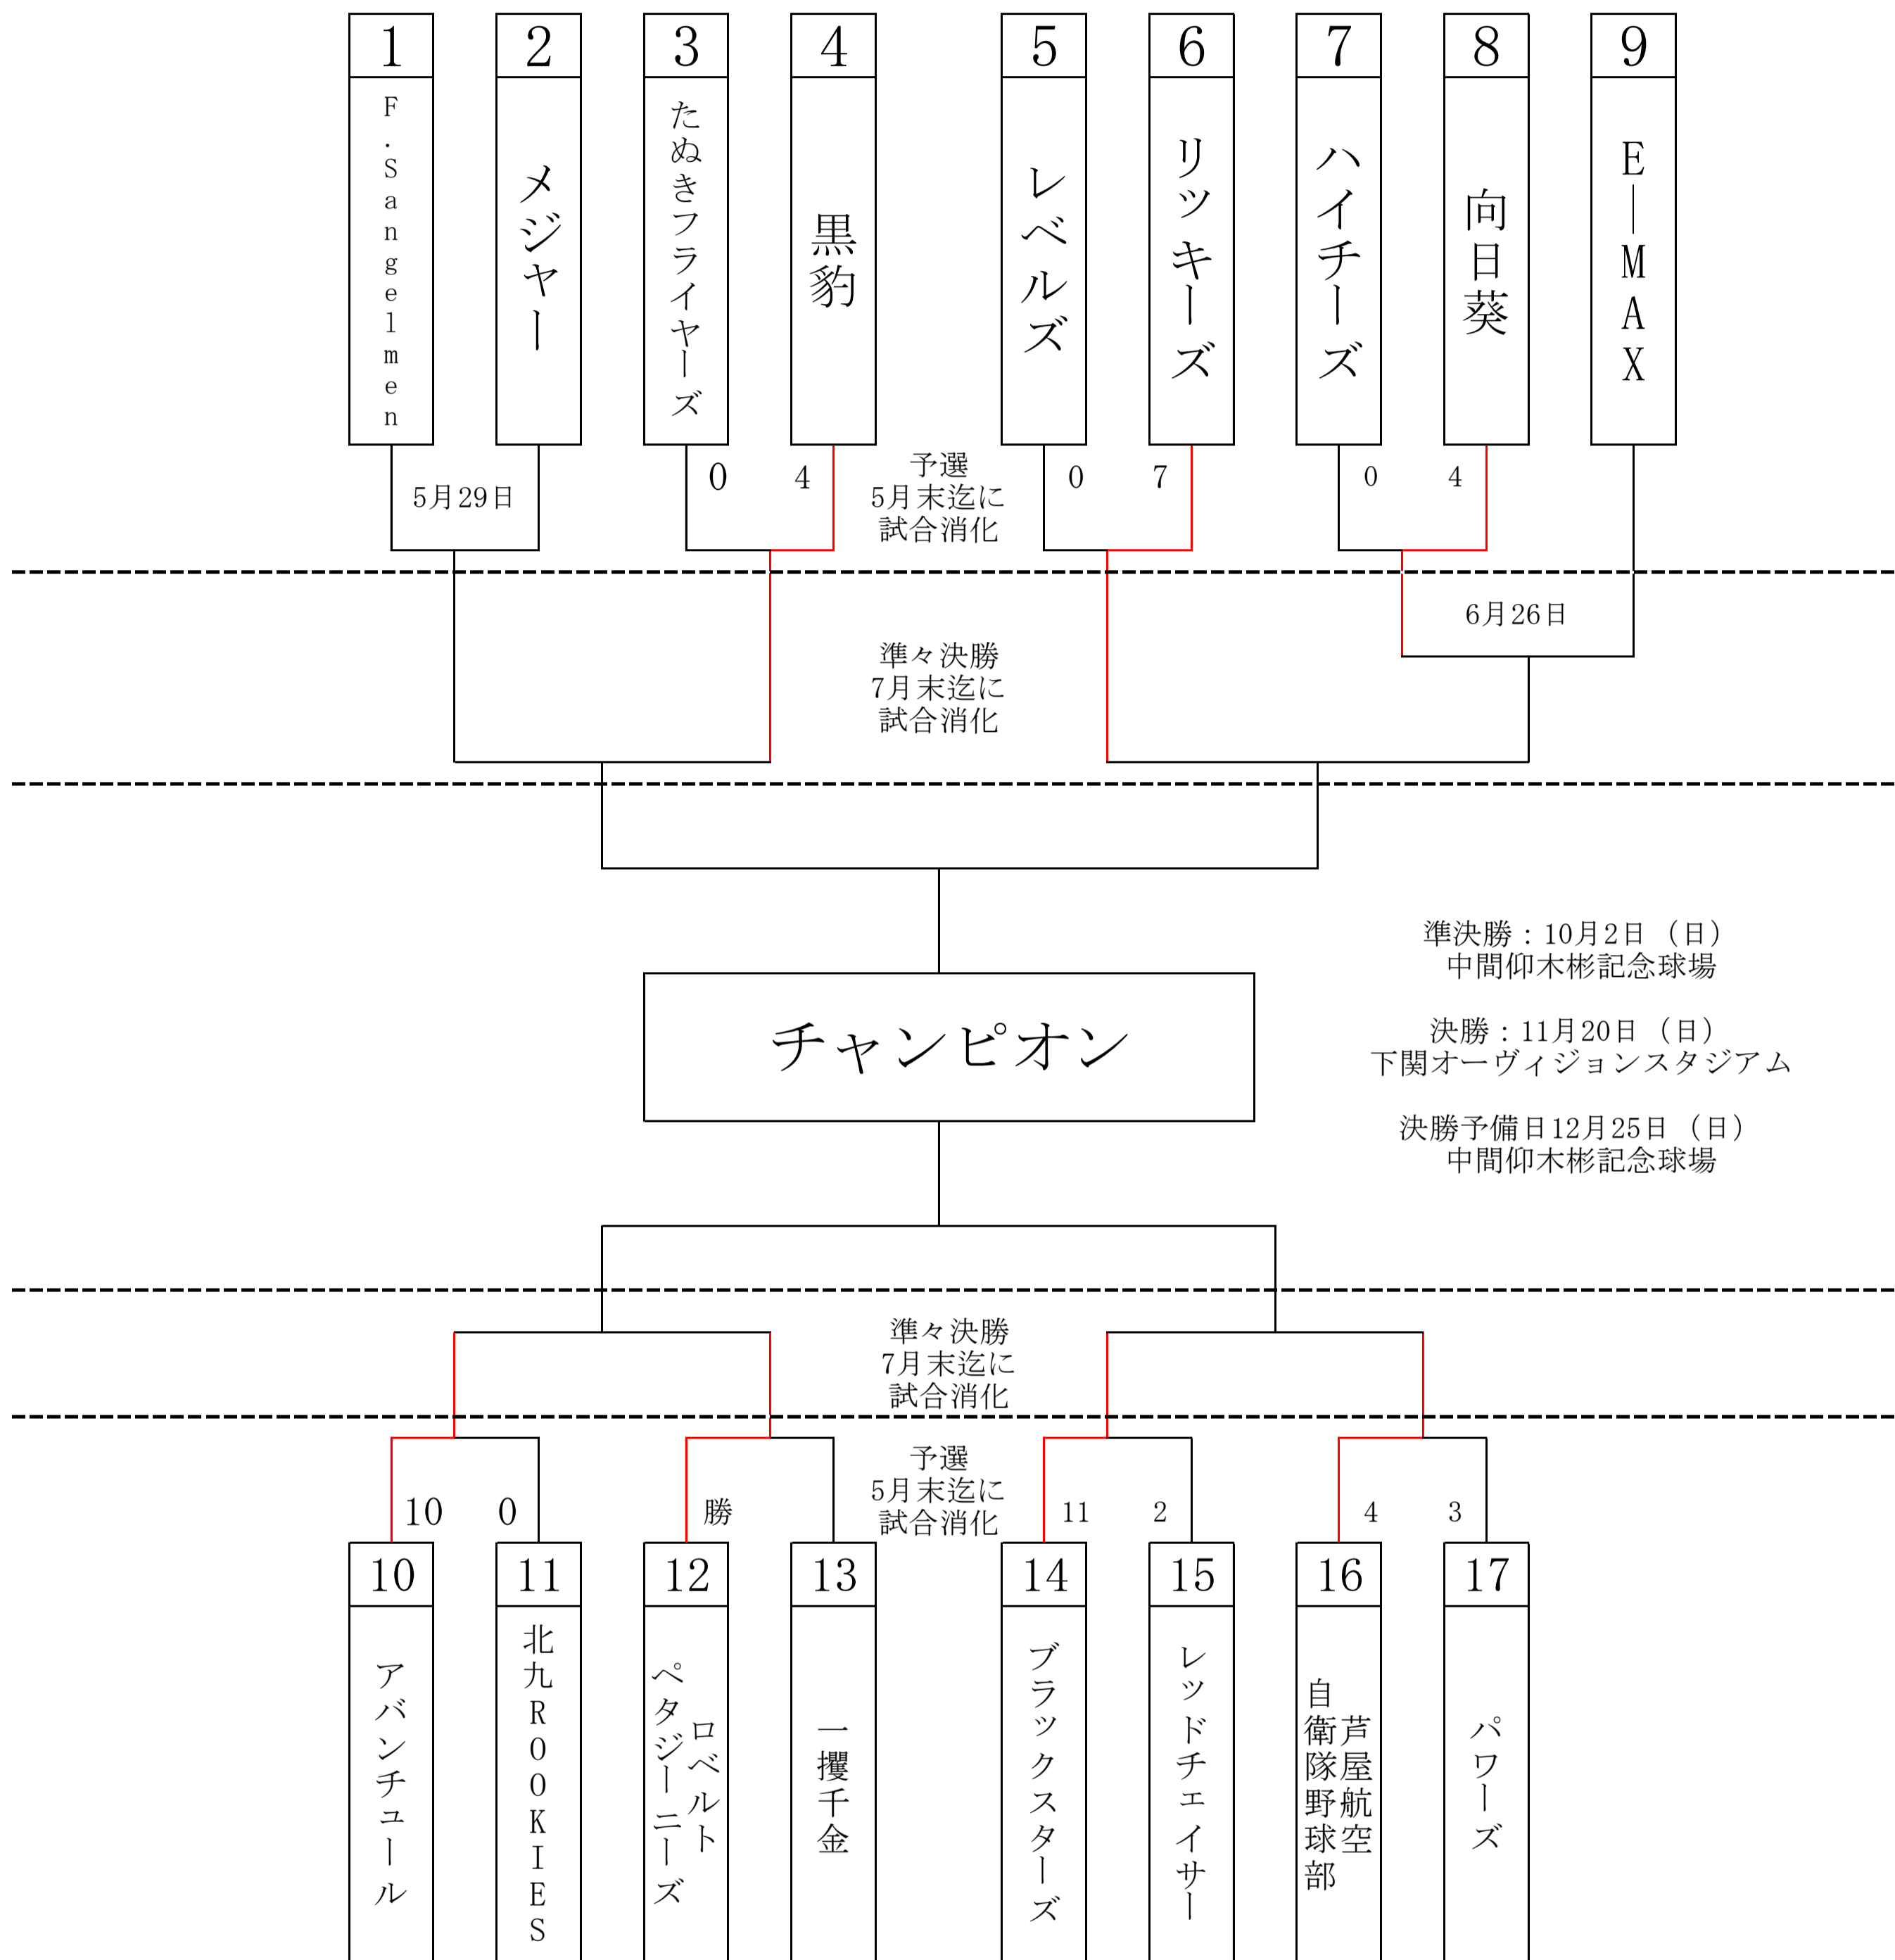 1
2
3
4
5
6
7
8
9
F.Sangelmen
メジャー
たぬきフライヤーズ
黒豹
レベルズ
リッキーズ
ハイチーズ
向日葵
E―MAX
5月29日
0
4
予選
5月末迄に
試合消化
0
7
0
4
6月26日
準々決勝
7月末迄に
試合消化
準決勝：10月2日（日）
中間仰木彬記念球場
決勝：11月20日（日）
下関オーヴィジョンスタジアム
決勝予備日12月25日（日）
中間仰木彬記念球場
チャンピオン
準々決勝
7月末迄に
試合消化
予選
5月末迄に
試合消化
10
0
勝
11
2
4
3
10
11
12
13
14
15
16
17
アバンチュール
北九ROOKIES
ロベルト
ペタジーニーズ
一攫千金
ブラックスターズ
レッドチェイサー
芦屋航空
自衛隊野球部
パワーズ